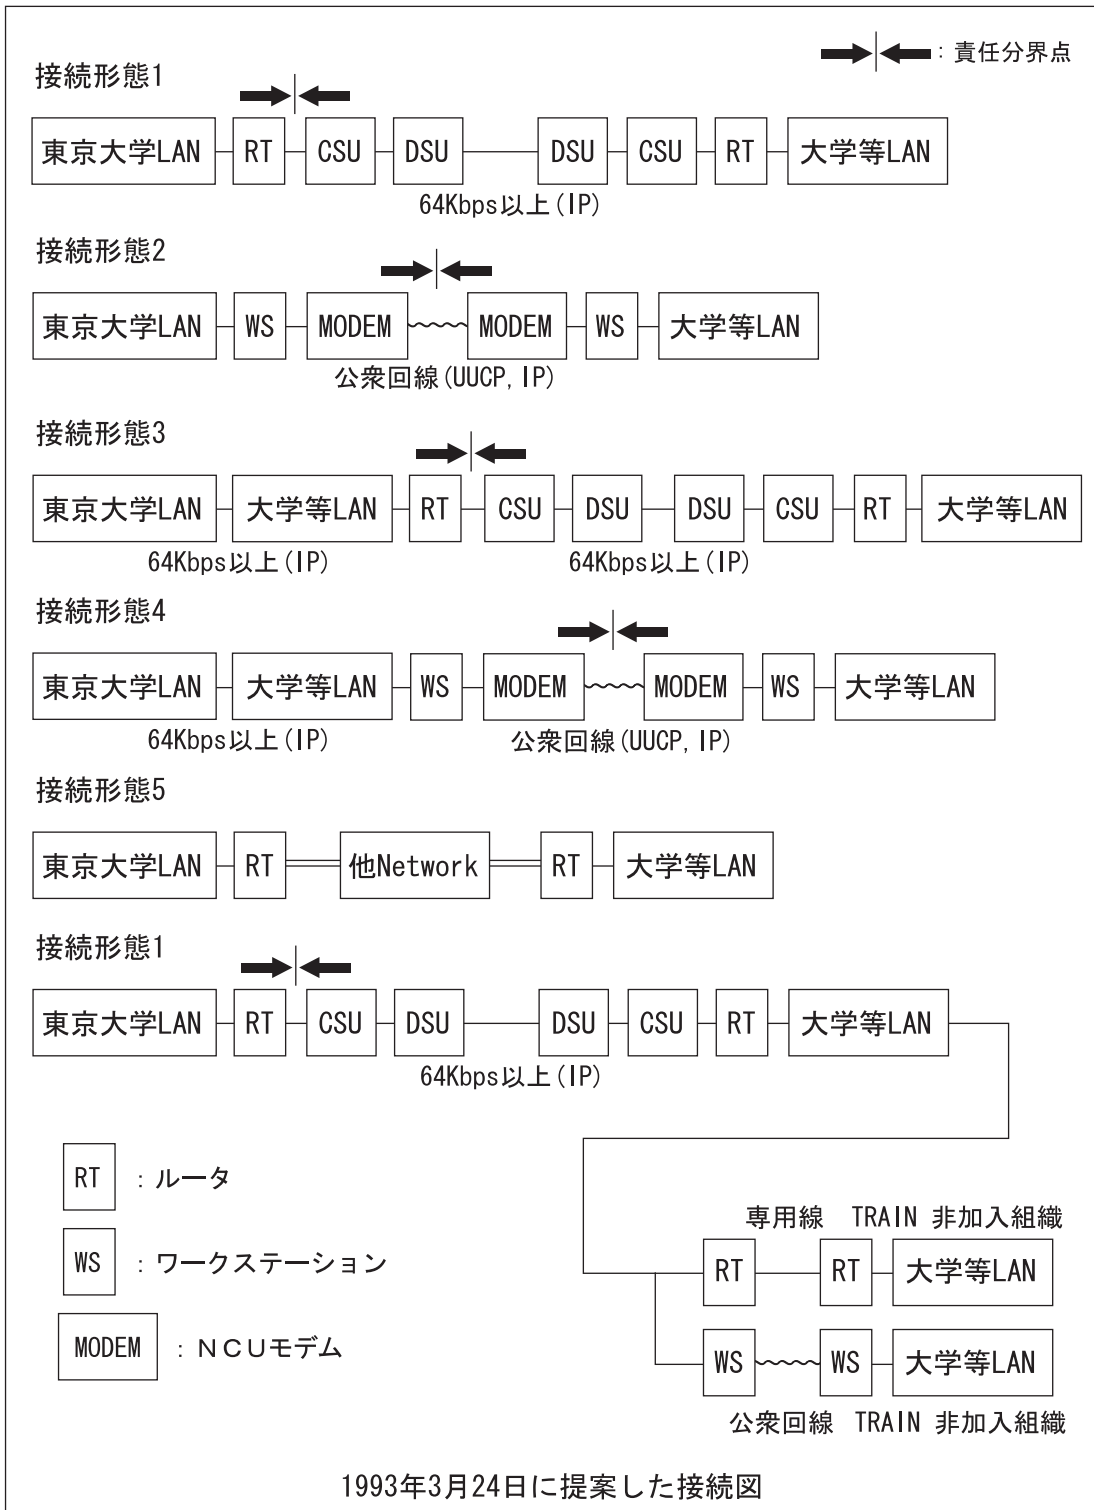 : 責任分界点
接続形態1
東京大学LAN RT CSU DSU DSU CSU RT 大学等LAN
64Kbps以上(IP)
接続形態2
東京大学LAN WS MODEM MODEM WS 大学等LAN
公衆回線(UUCP, IP)
接続形態3
東京大学LAN 大学等LAN RT CSU DSU DSU CSU RT 大学等LAN
64Kbps以上(IP) 64Kbps以上(IP)
接続形態4
東京大学LAN 大学等LAN WS MODEM MODEM WS 大学等LAN
64Kbps以上(IP) 公衆回線(UUCP, IP)
接続形態5
東京大学LAN RT 他Network RT 大学等LAN
接続形態1
東京大学LAN RT CSU DSU DSU CSU RT 大学等LAN
64Kbps以上(IP)
RT : ルータ
WS : ワークステーション
MODEM : ＮＣＵモデム
専用線 TRAIN 非加入組織
RT RT 大学等LAN
WS WS 大学等LAN
公衆回線 TRAIN 非加入組織
1993年3月24日に提案した接続図